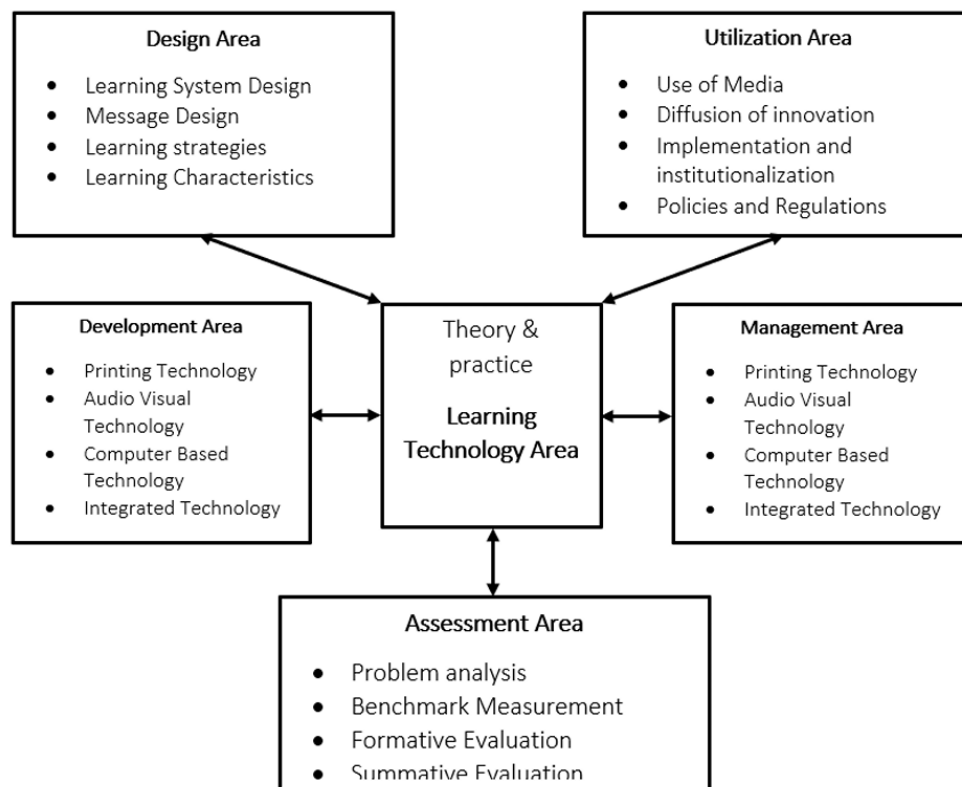 Design Area
• Learning System Design
• Message Design
• Learning strategies
• Learning Characteristics
Utilization Area
• Use of Media
• Diffusion of innovation
• Implementation and
institutionalization
• Policies and Regulations
Development Area
• Printing Technology
• Audio Visual
Technology
• Computer Based
Technology
• Integrated Technology
Theory &
practice
Learning
Technology Area
Management Area
• Printing Technology
• Audio Visual
Technology
• Computer Based
Technology
• Integrated Technology
Assessment Area
• Problem analysis
• Benchmark Measurement
• Formative Evaluation
• Summative Evaluation